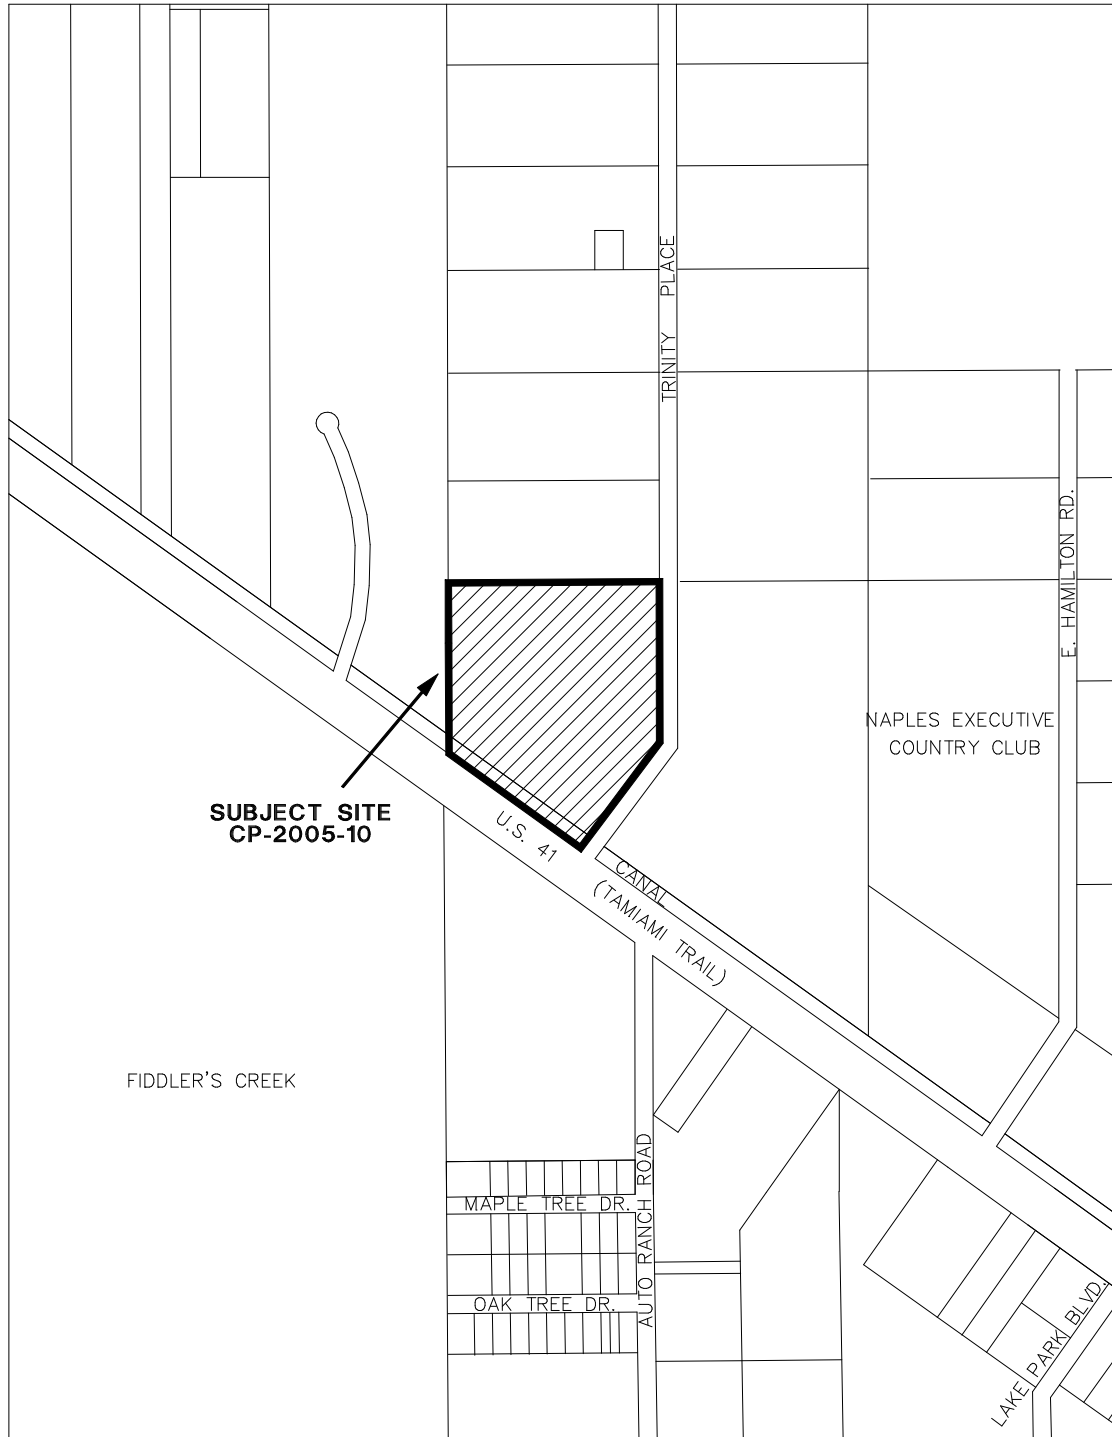 TRINITY PLACE
E. HAMILTON RD.
NAPLES EXECUTIVE
COUNTRY CLUB
SUBJECT SITE
CP-2005-10
U.S. 41
(TAMIAMI TRAIL)
CANAL
FIDDLER'S CREEK
AUTO RANCH ROAD
MAPLE TREE DR.
OAK TREE DR.
LAKE PARK BLVD.